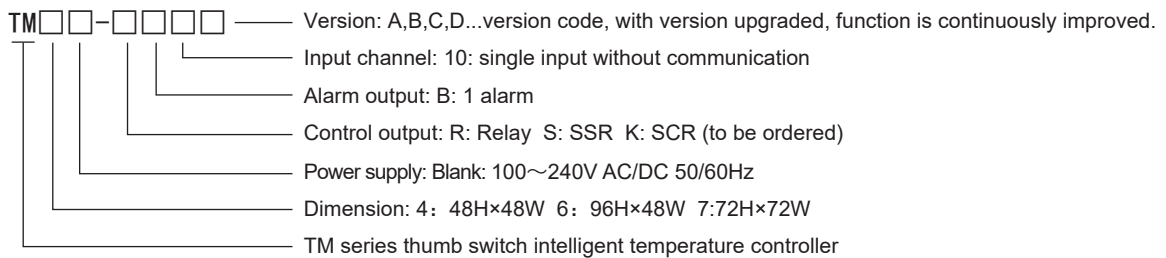 TM□□-□□□□ Version: A,B,C,D...version code, with version upgraded, function is continuously improved.
Input channel: 10: single input without communication
Alarm output: B: 1 alarm
Control output: R: Relay S: SSR K: SCR (to be ordered)
Power supply: Blank: 100～240V AC/DC 50/60Hz
Dimension: 4：48H×48W 6：96H×48W 7:72H×72W
TM series thumb switch intelligent temperature controller